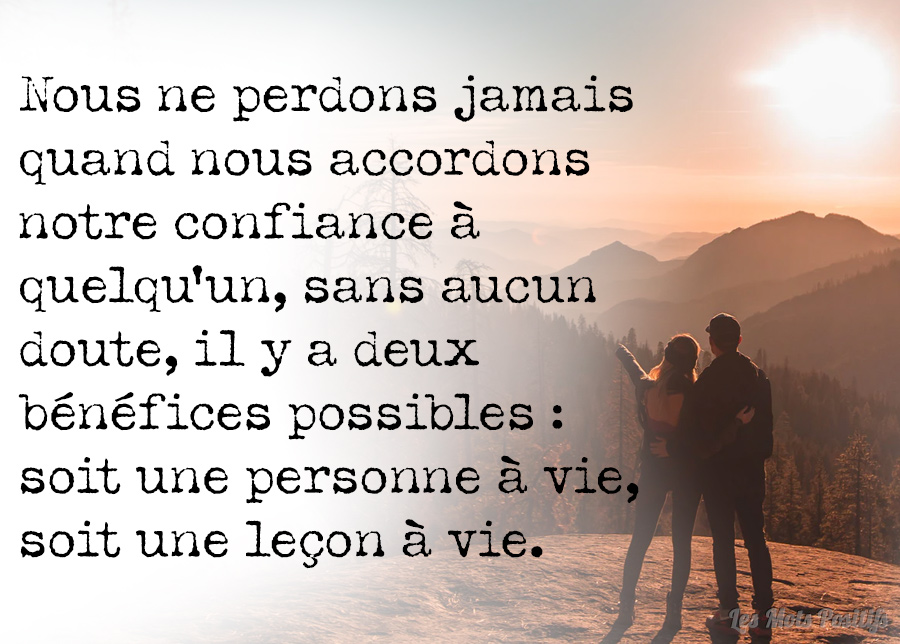 Nous ne perdons jamais
quand nous accordons
notre confiance à
quelqu'un, sans aucun
doute, il y a deux
bénéfices possibles :
soit une personne à vie,
soit une leçon à vie.
Les Mots Positifs